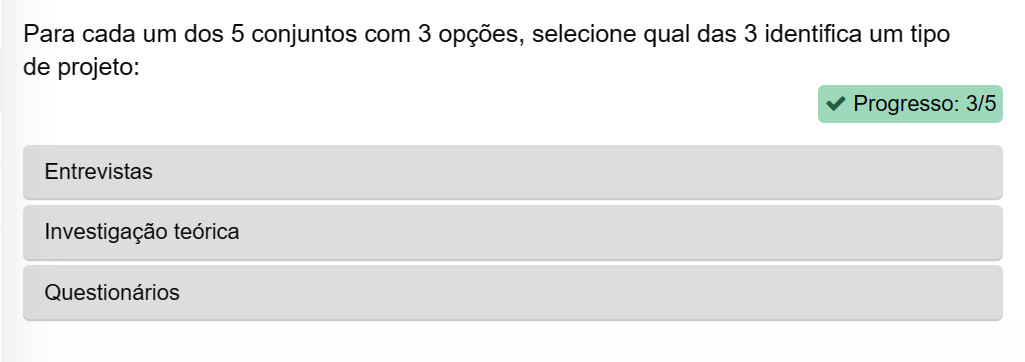 Para cada um dos 5 conjuntos com 3 opções, selecione qual das 3 identifica um tipo
de projeto:
✔ Progresso: 3/5
Entrevistas
Investigação teórica
Questionários